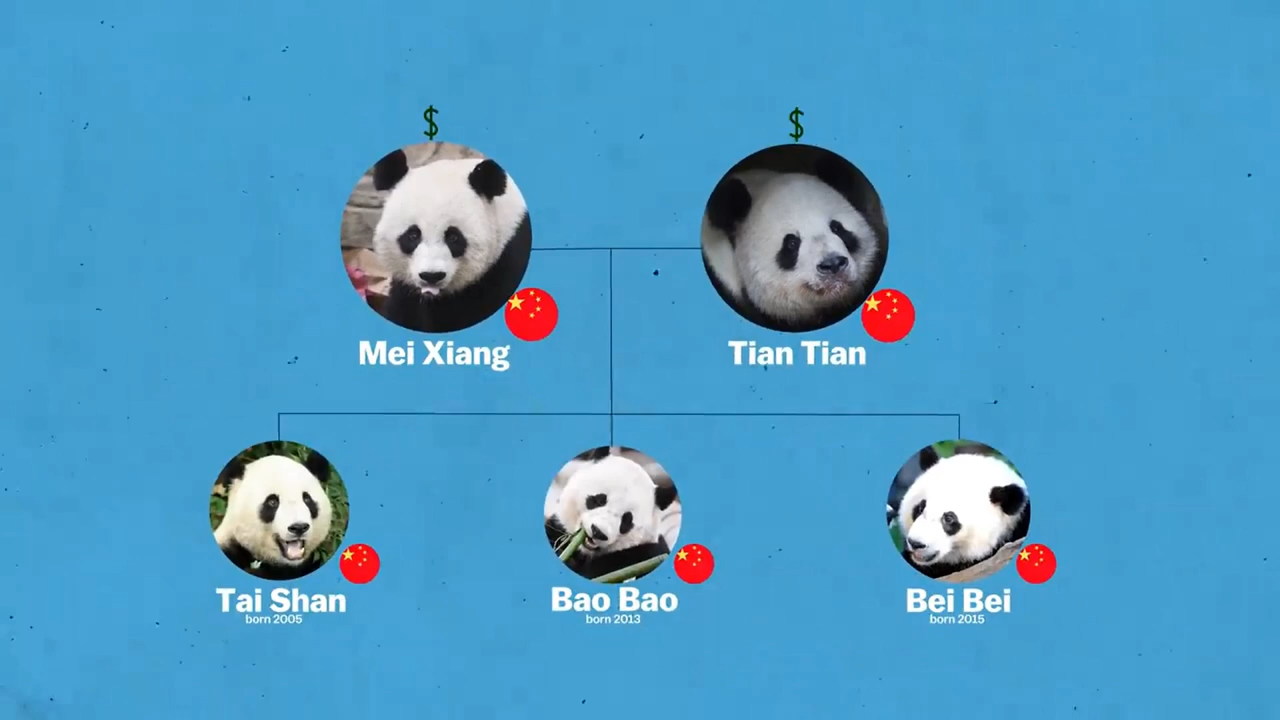 $ $
Mei Xiang Tian Tian
Tai Shan Bao Bao Bei Bei
born 2005 born 2013 born 2015